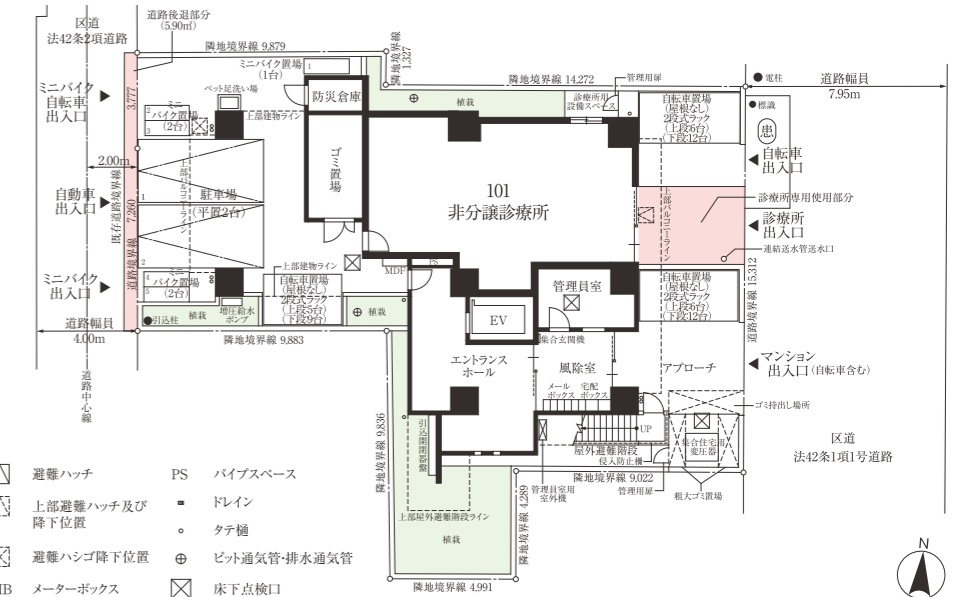 区道
法42条2項道路
道路後退部分
(5.90㎡)
隣地境界線 9,879
隣地境界線
1,327
隣地境界線 14,272
管理用扉
電柱
道路幅員
7.95m
ミニバイク置場
(1台)
1
ミニバイク
自転車
出入口
3,777
ペット足洗い場
防災倉庫
植栽
診療所用
設備スペース
自転車置場
(屋根なし)
2段式ラック
(上段6台)
(下段12台)
標識
患
2
3
ミニ
バイク置場
(2台)
上部建物ライン
自転車
出入口
2.00m
ゴミ置場
101
非分譲診療所
上部バルコニーライン
診療所専用使用部分
自動車
出入口
既存道路境界線
道路境界線 7,260
1
上部バルコニーライン
駐車場
(平置2台)
2
診療所
出入口
連結送水管送水口
ミニバイク
出入口
4
5
ミニ
バイク置場
(2台)
上部建物ライン
自転車置場
(屋根なし)
2段式ラック
(上段5台)
(下段9台)
MDF
PS
管理員室
自転車置場
(屋根なし)
2段式ラック
(上段6台)
(下段12台)
道路境界線 15,312
道路幅員
4.00m
引込柱
植栽
増圧給水
ポンプ
植栽
EV
集合玄関機
隣地境界線 9,883
道路中心線
エントランス
ホール
風除室
アプローチ
マンション
出入口(自転車含む)
メール
ボックス
宅配
ボックス
ゴミ持出し場所
隣地境界線 9,836
引込開閉器盤
UP
屋外避難階段
侵入防止柵
集合住宅用
変圧器
区道
法42条1項1号道路
隣地境界線 9,022
管理員室用
室外機
管理用扉
粗大ゴミ置場
隣地境界線 4,289
上部屋外避難階段ライン
植栽
隣地境界線 4,991
避難ハッチ
上部避難ハッチ及び
降下位置
避難ハシゴ降下位置
MB メーターボックス
PS パイプスペース
ドレイン
タテ樋
ピット通気管・排水通気管
床下点検口
N